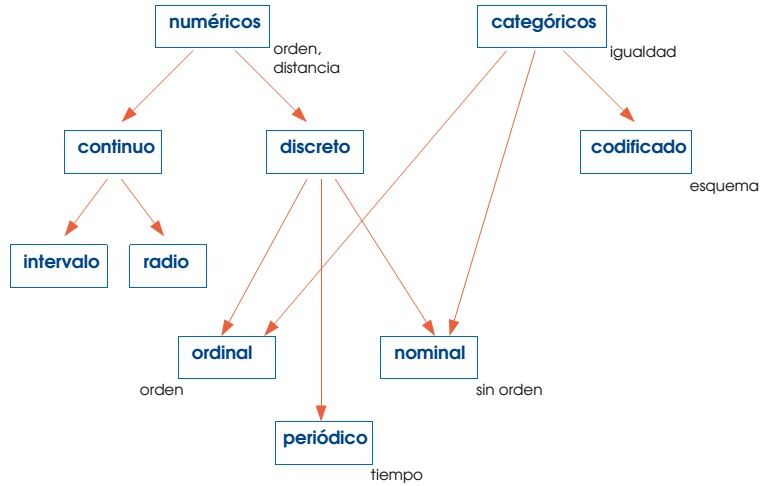 numéricos
orden,
distancia
categóricos
igualdad
continuo
discreto
codificado
esquema
intervalo
radio
ordinal
orden
nominal
sin orden
periódico
tiempo